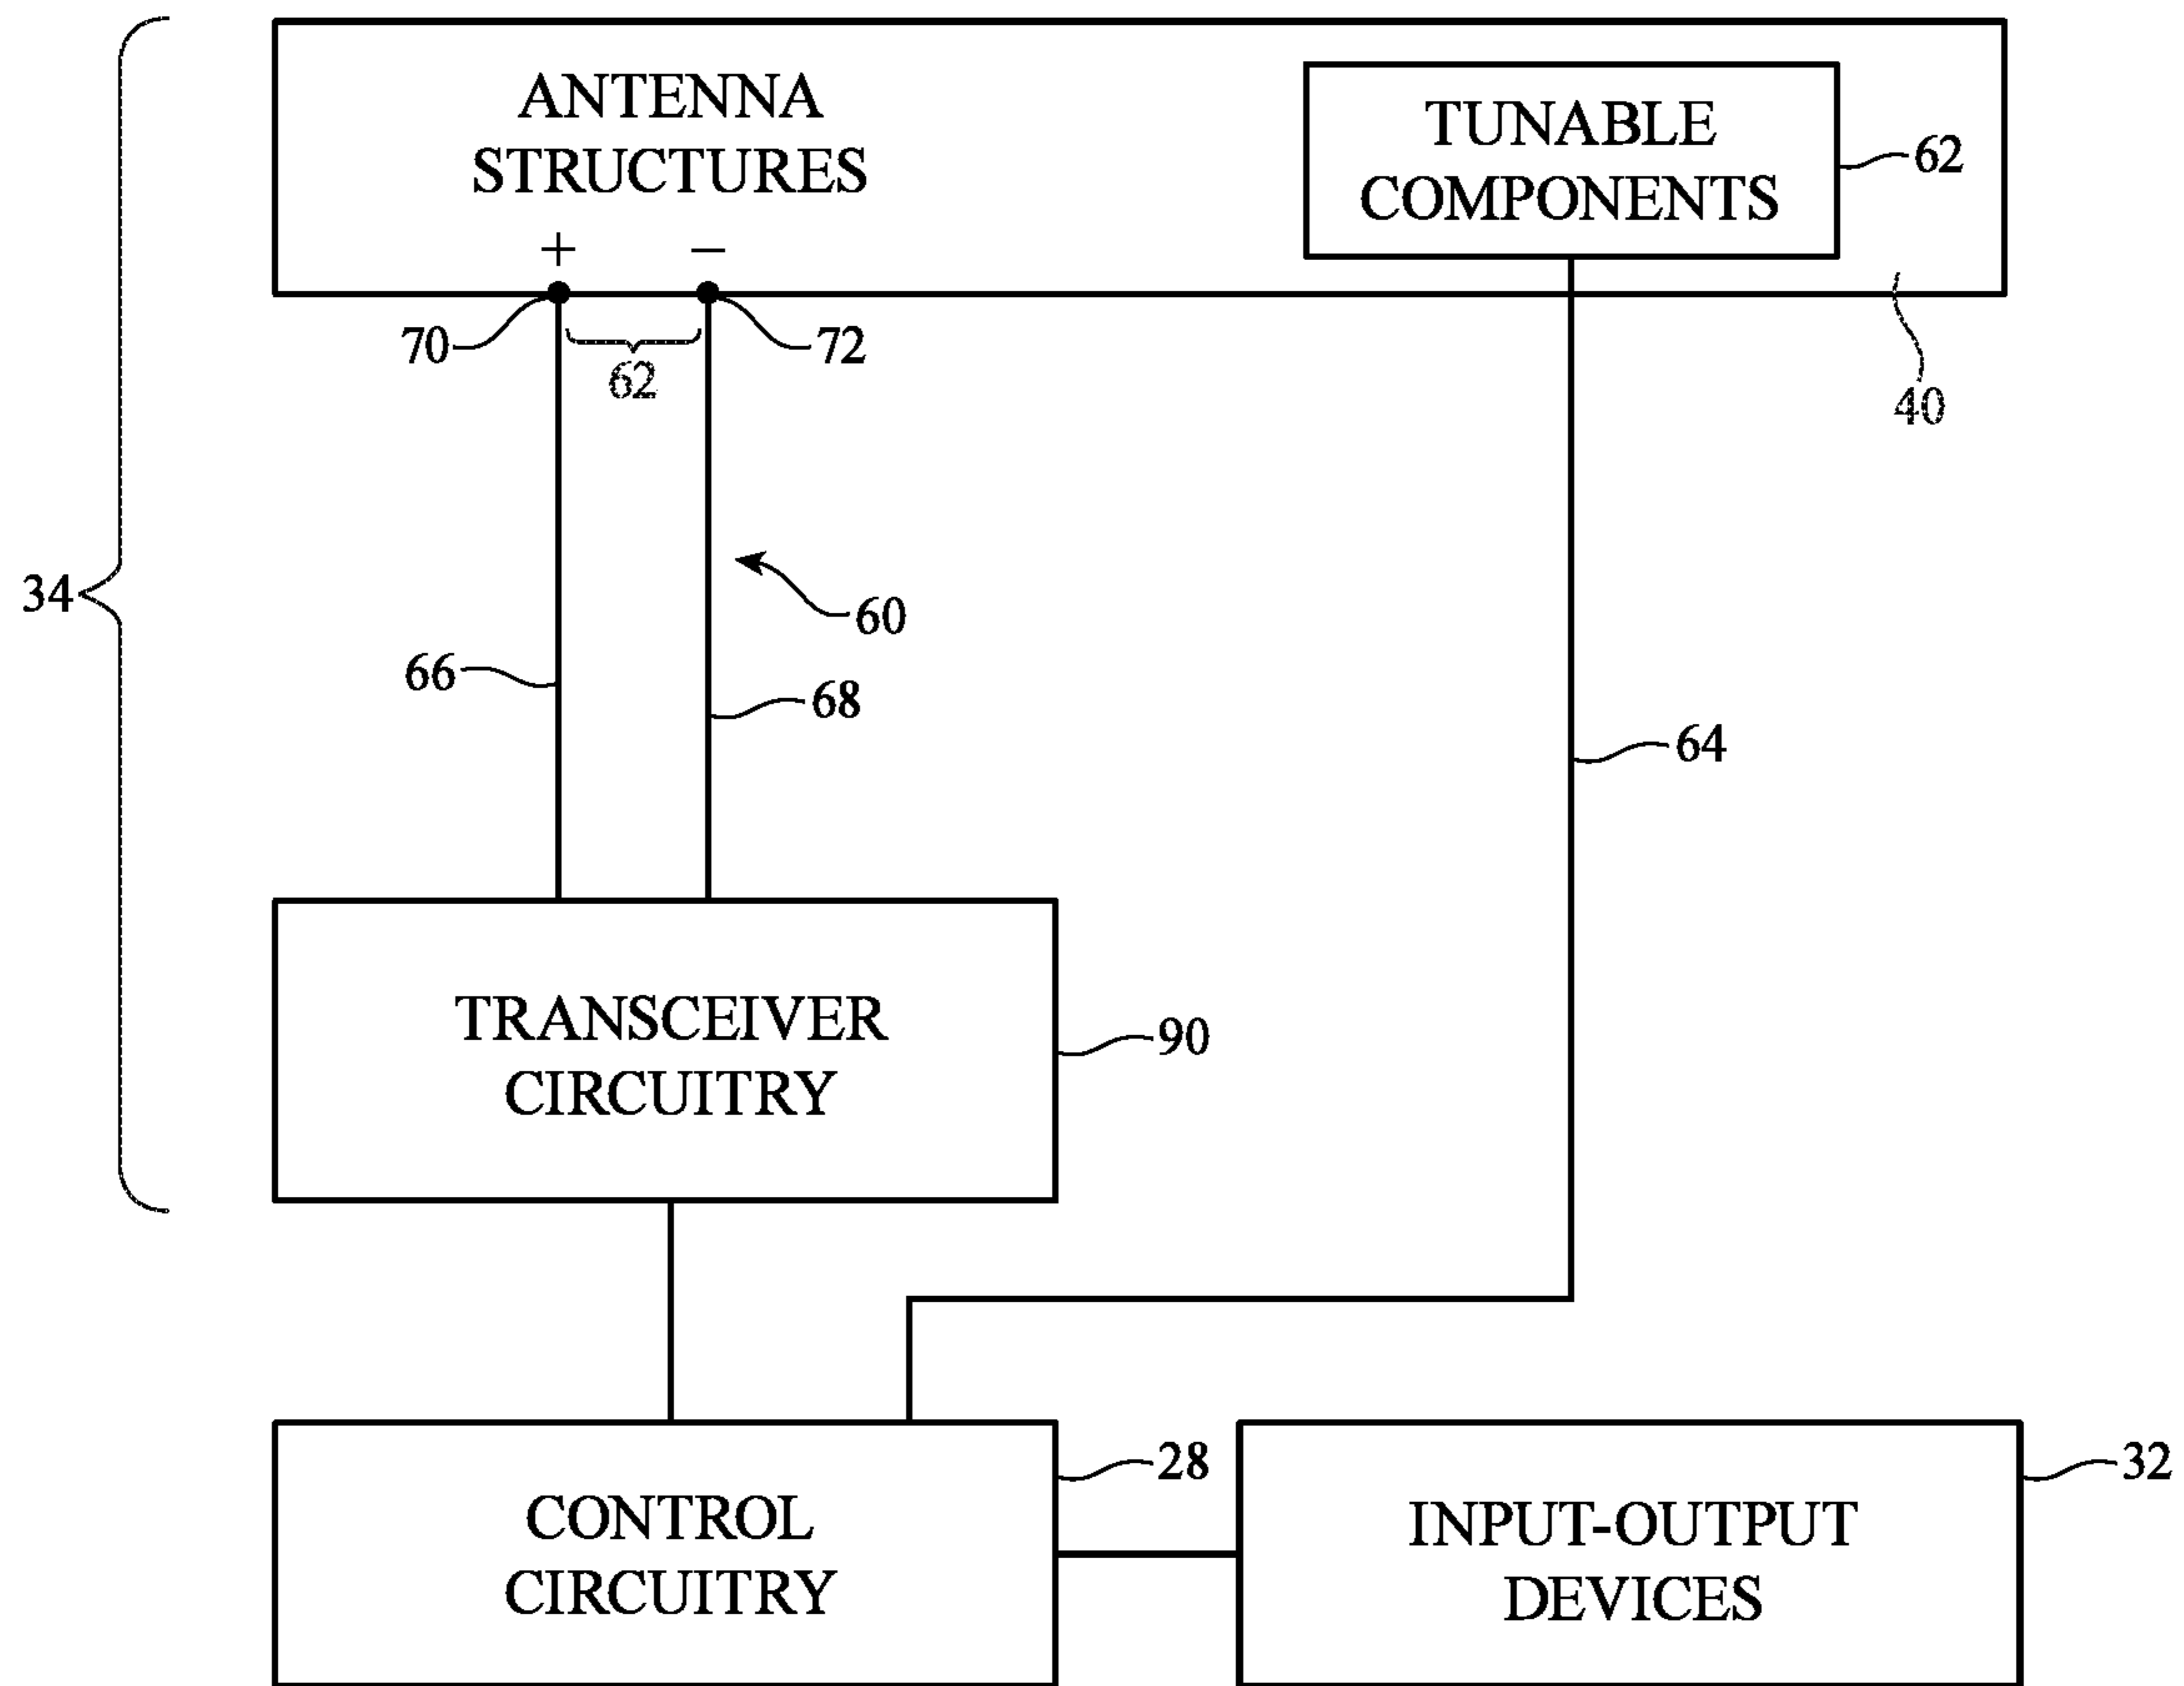 ANTENNA
STRUCTURES
TUNABLE
COMPONENTS
62
+ −
70
62
72
40
34
60
66
68
64
TRANSCEIVER
CIRCUITRY
90
CONTROL
CIRCUITRY
28
INPUT-OUTPUT
DEVICES
32